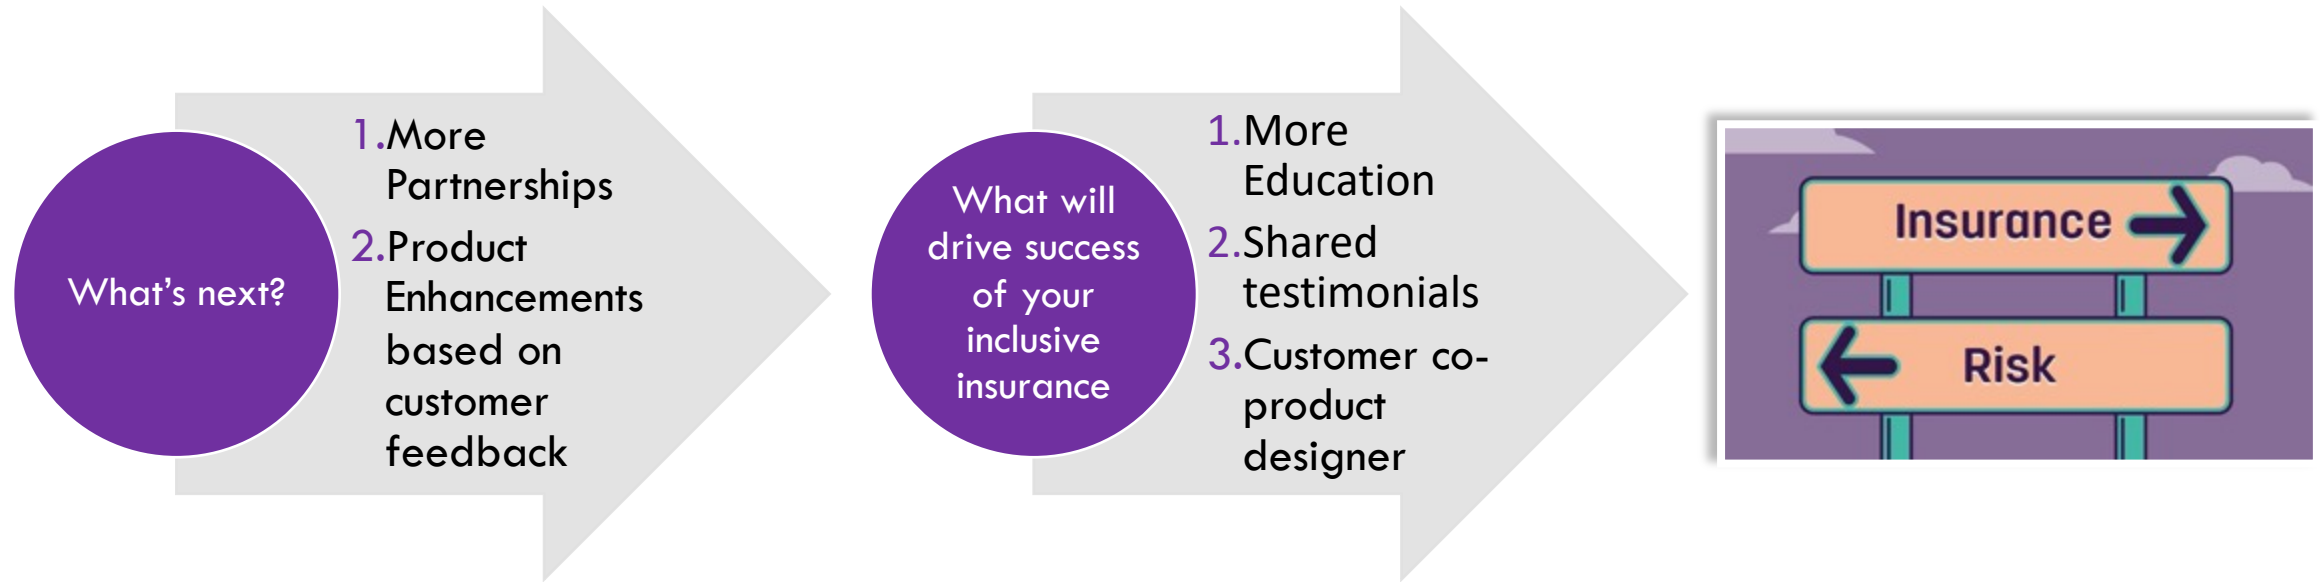 What's next?
1.More
Partnerships
2.Product
Enhancements
based on
customer
feedback
What will
drive success
of your
inclusive
insurance
1.More
Education
2.Shared
testimonials
3.Customer co-
product
designer
Insurance
Risk